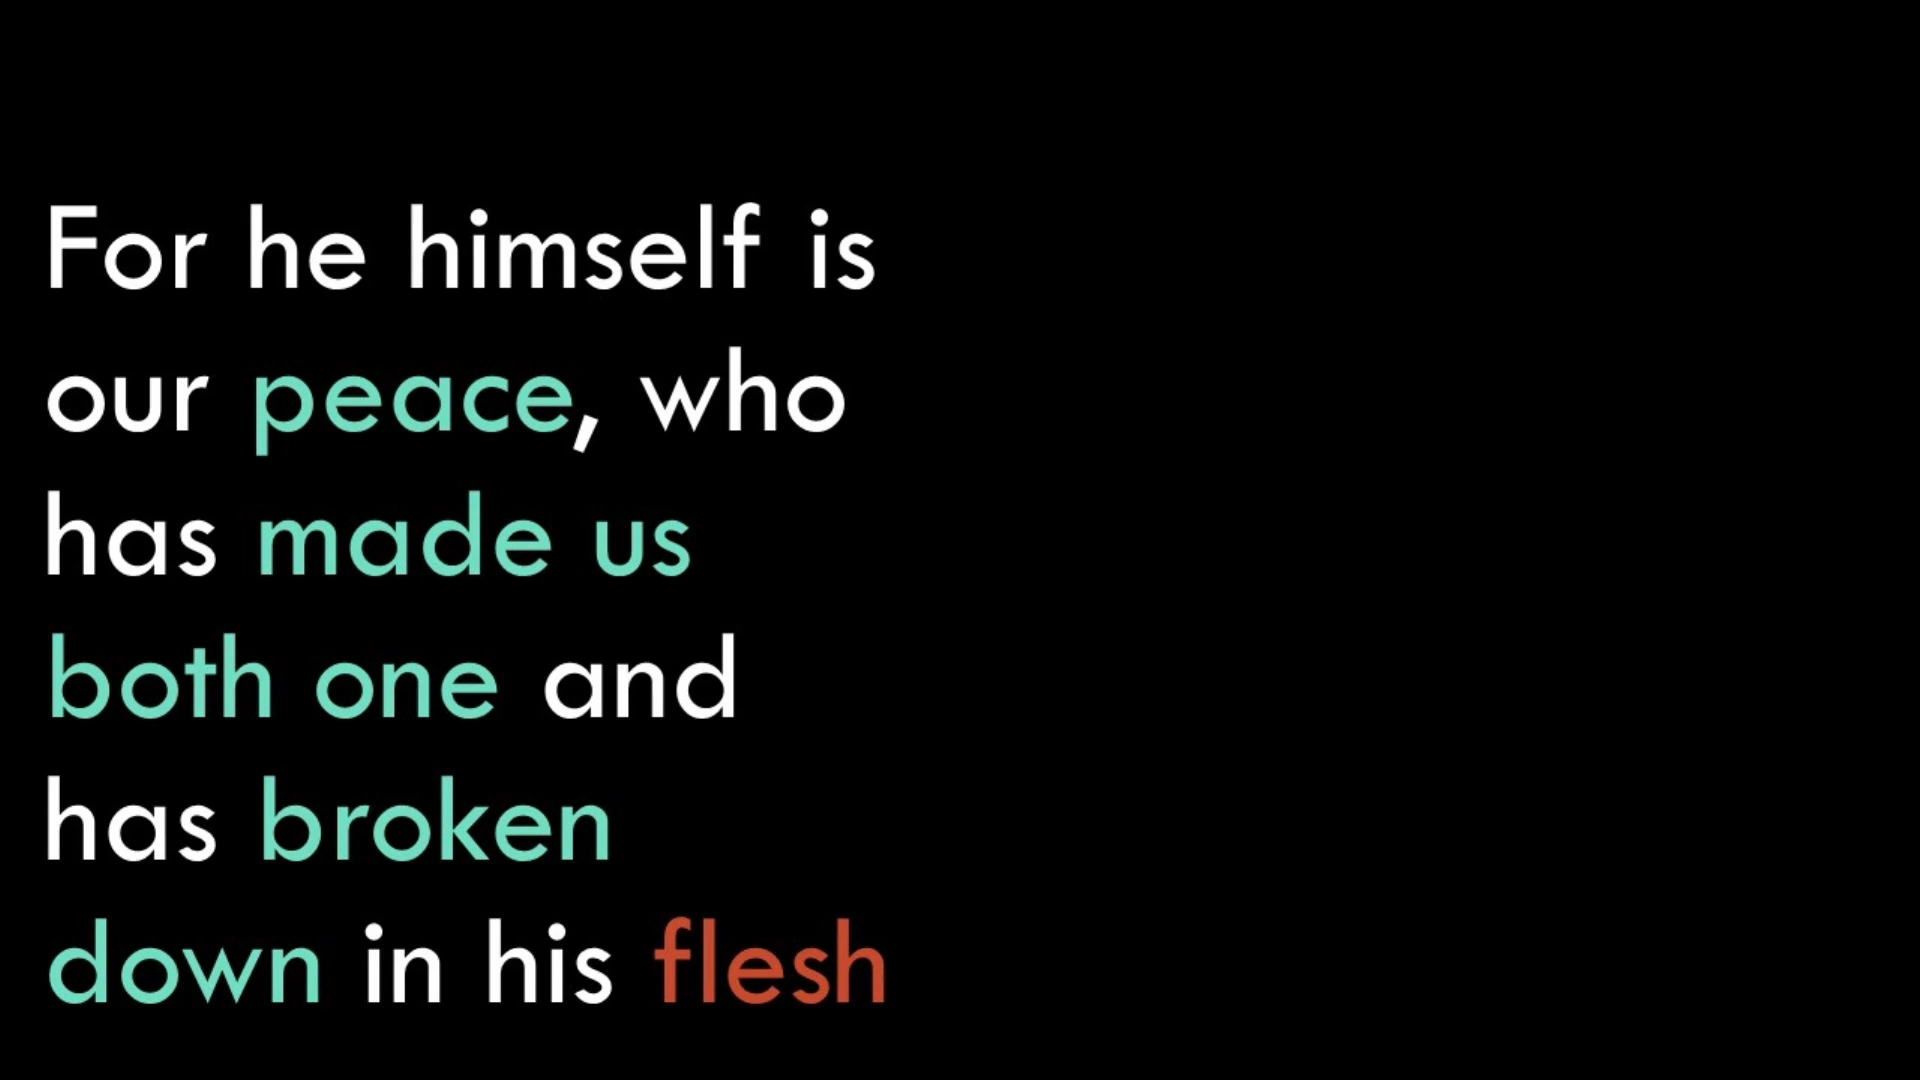 For he himself is
our peace, who
has made us
both one and
has broken
down in his flesh